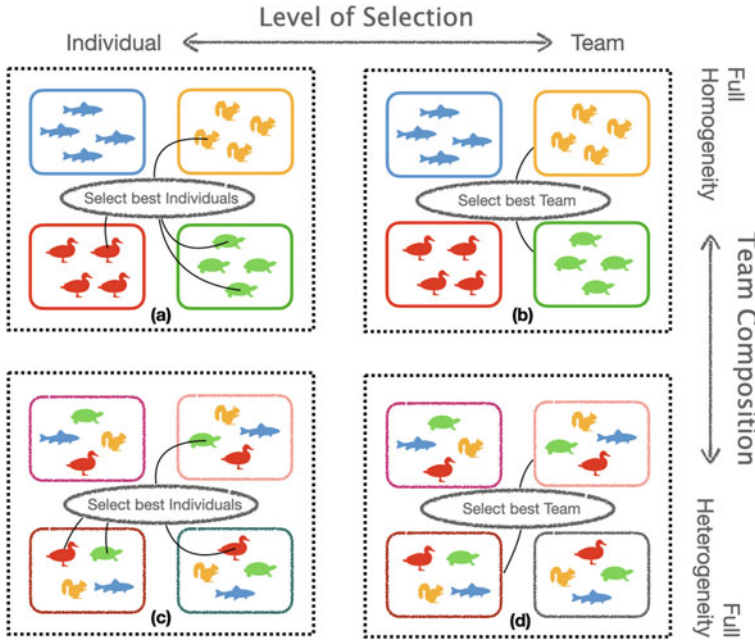 Level of Selection
Individual
Team
Full
Homogeneity
Select best Individuals
Select best Team
(a)
(b)
Team Composition
Select best Individuals
Select best Team
(c)
(d)
Full
Heterogeneity